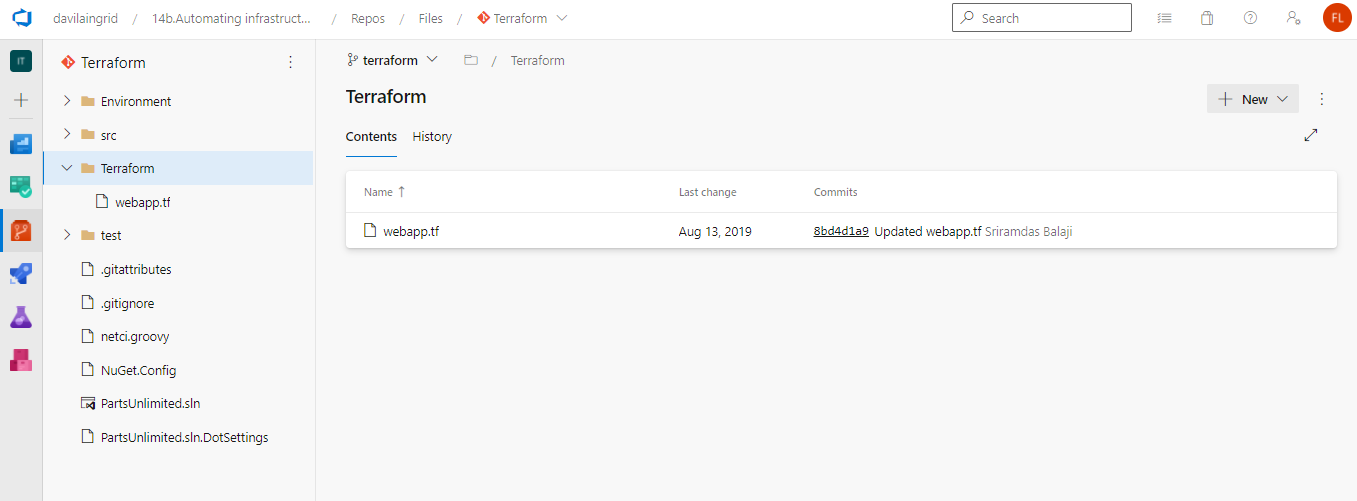 davilaingrid / 14b.Automating infrastruct... / Repos / Files / Terraform
Search
FL
IT
Terraform
Environment
src
Terraform
webapp.tf
test
.gitattributes
.gitignore
netci.groovy
NuGet.Config
PartsUnlimited.sln
PartsUnlimited.sln.DotSettings
terraform / Terraform
Terraform
New
Contents History
Name ↑ Last change Commits
webapp.tf Aug 13, 2019 8bd4d1a9 Updated webapp.tf Sriramdas Balaji